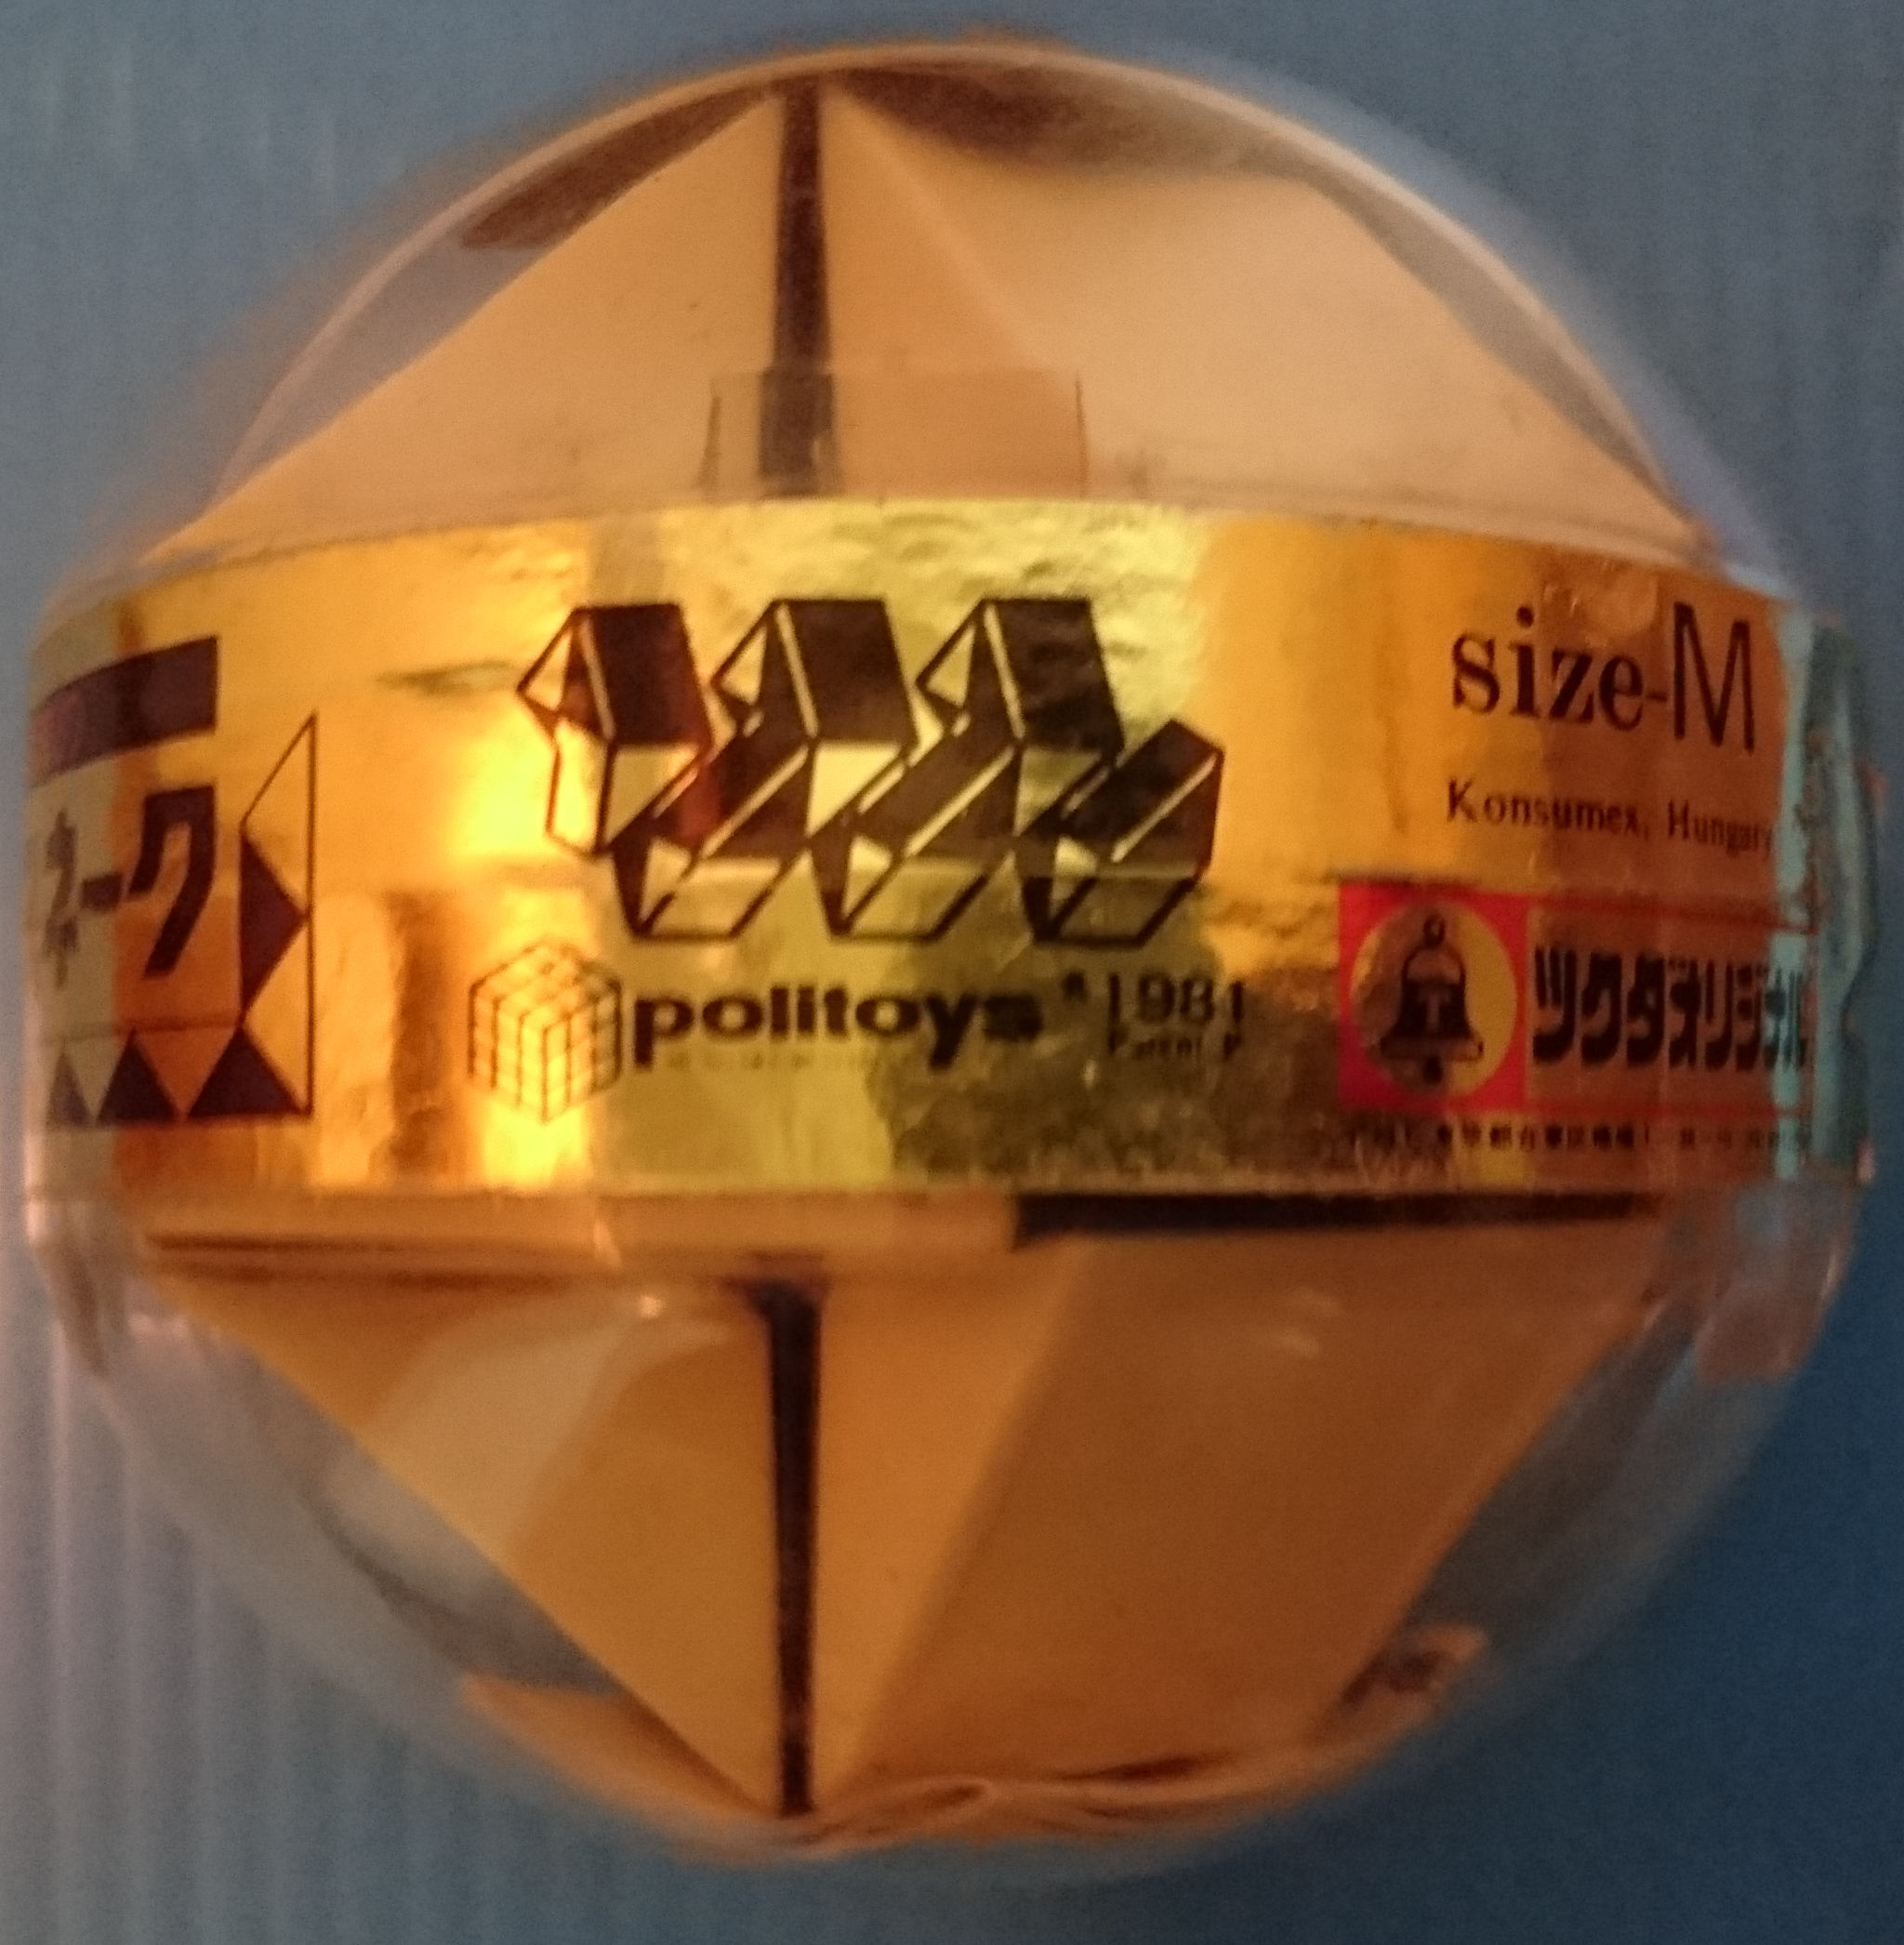 ネーク
size-M
Konsumex, Hungary
politoys 1981
ツクダオリジナル